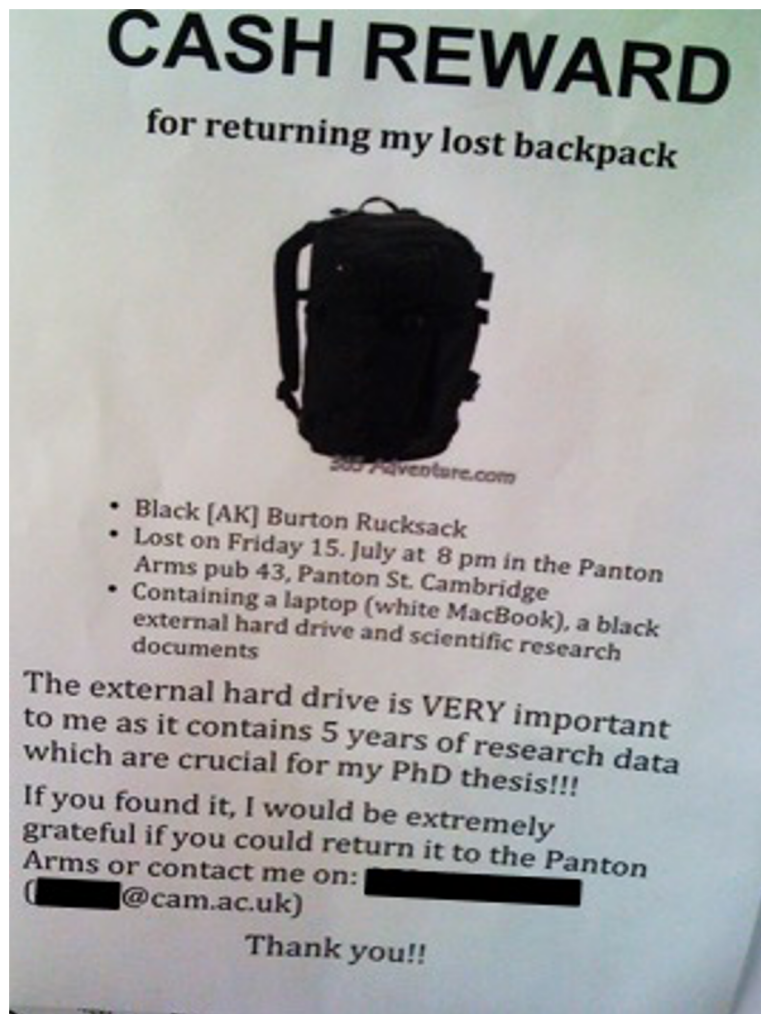 CASH REWARD
for returning my lost backpack
365 Adventure.com
• Black [AK] Burton Rucksack
• Lost on Friday 15. July at 8 pm in the Panton
Arms pub 43, Panton St. Cambridge
• Containing a laptop (white MacBook), a black
external hard drive and scientific research
documents
The external hard drive is VERY important
to me as it contains 5 years of research data
which are crucial for my PhD thesis!!!
If you found it, I would be extremely
grateful if you could return it to the Panton
Arms or contact me on:
(@cam.ac.uk)
Thank you!!